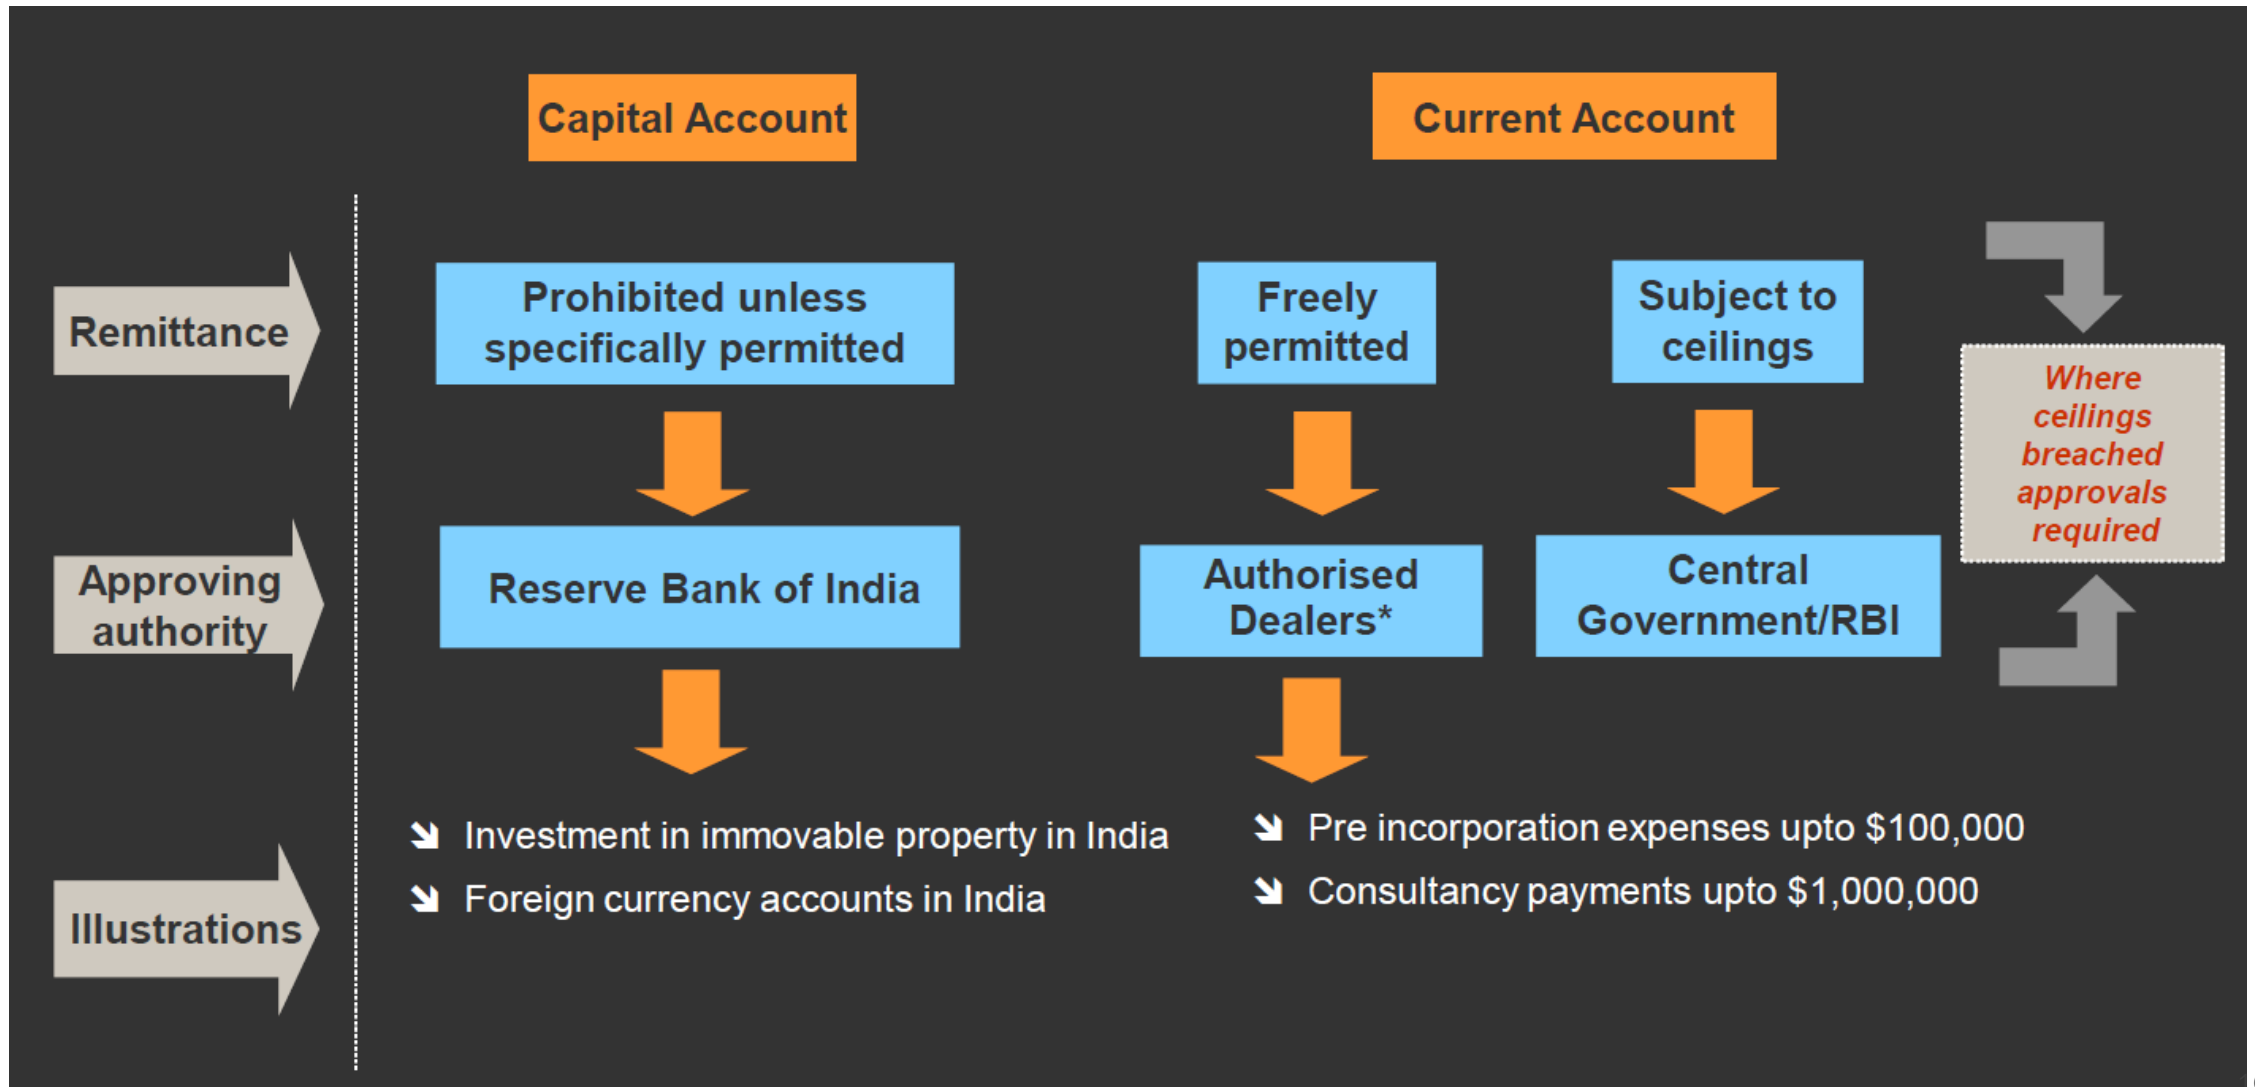 Capital Account
Current Account
Remittance
Prohibited unless
specifically permitted
Freely
permitted
Subject to
ceilings
Where
ceilings
breached
approvals
required
Approving
authority
Reserve Bank of India
Authorised
Dealers*
Central
Government/RBI
Illustrations
Investment in immovable property in India
Foreign currency accounts in India
Pre incorporation expenses upto $100,000
Consultancy payments upto $1,000,000